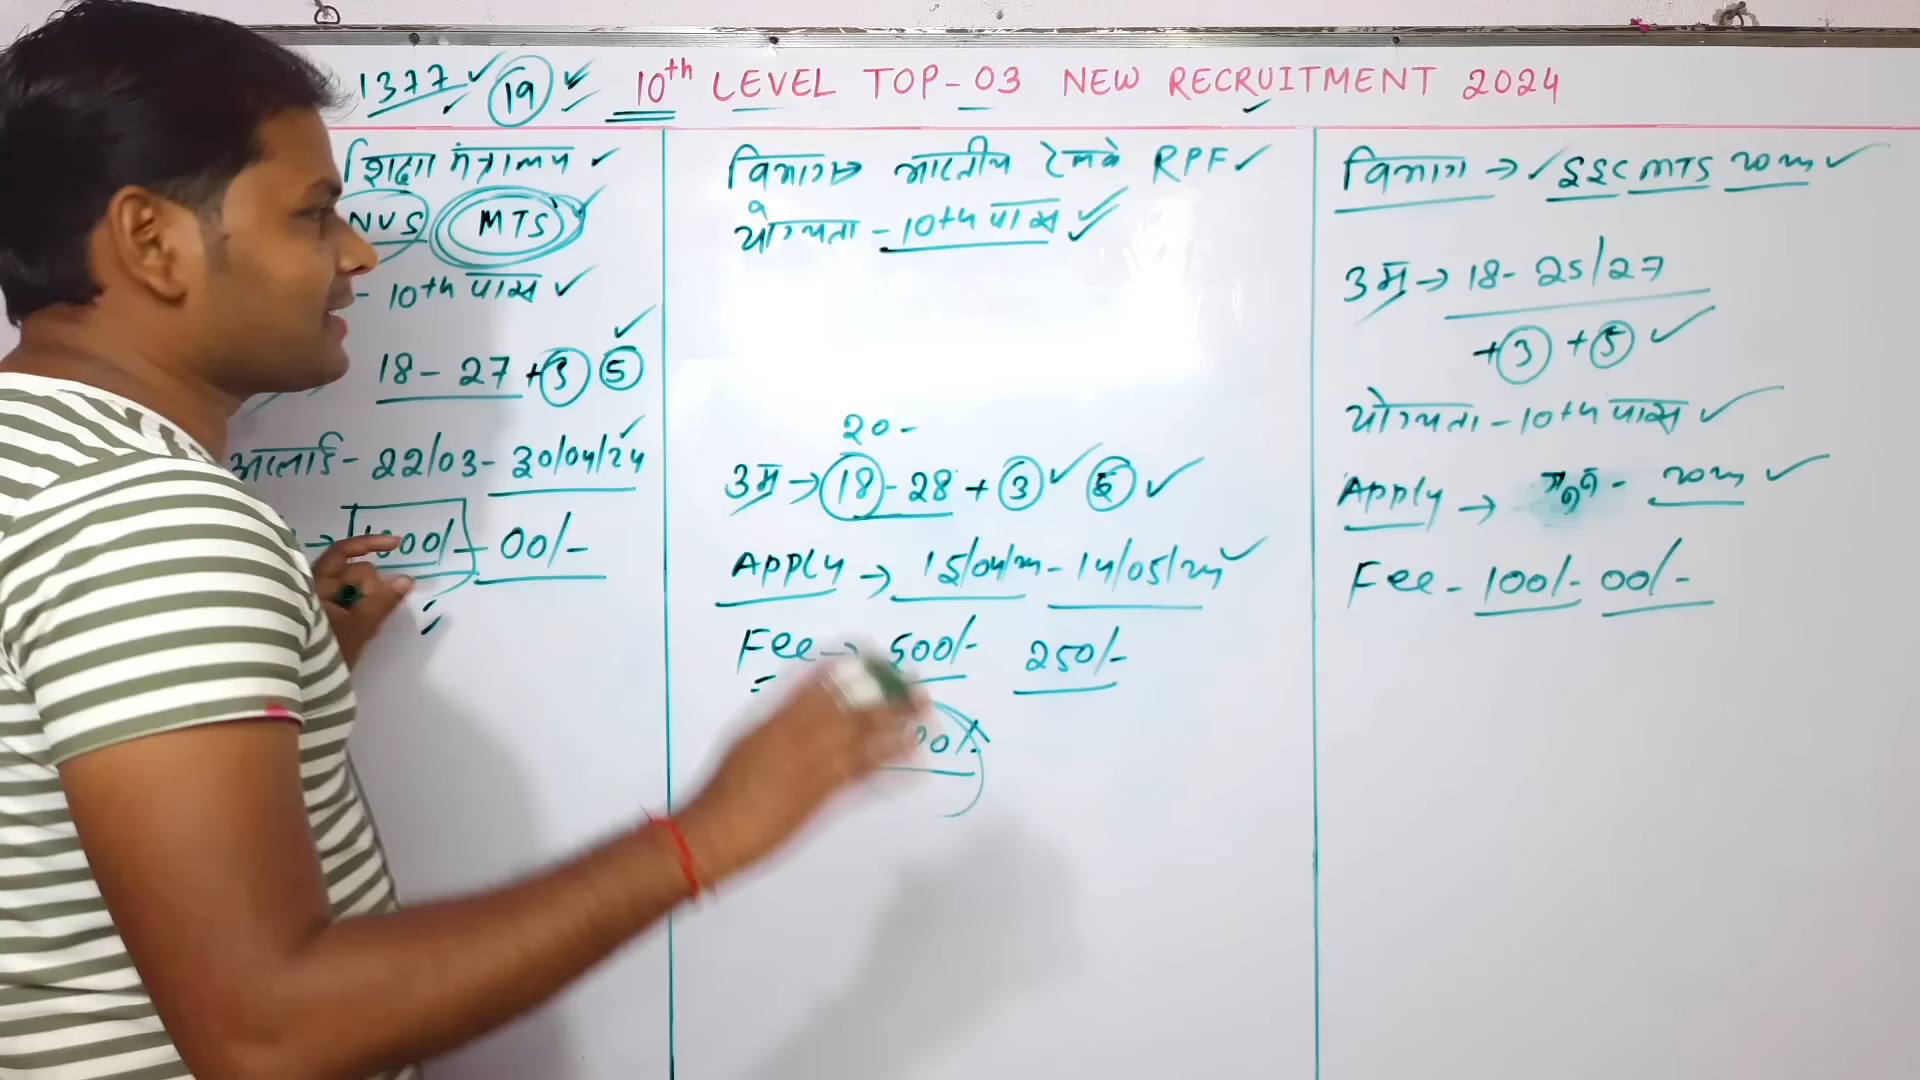 1377 19 10th LEVEL TOP-03 NEW RECRUITMENT 2024
शिक्षा मंत्रालय
NVS MTS
- 10th पास
18- 27 +3 5
- 22/03- 30/04/24
1000/- 00/-
विभाग भारतीय रेलवे RPF
योग्यता - 10th पास
20-
उम्र → 18-28 + 3 5
Apply → 15/04/24 - 14/05/24
Fee → 500/- 250/-
विभाग → SSC MTS 2024
उम्र → 18- 25/27
+3 +5
योग्यता - 10th पास
Apply → - 2024
Fee - 100/- 00/-